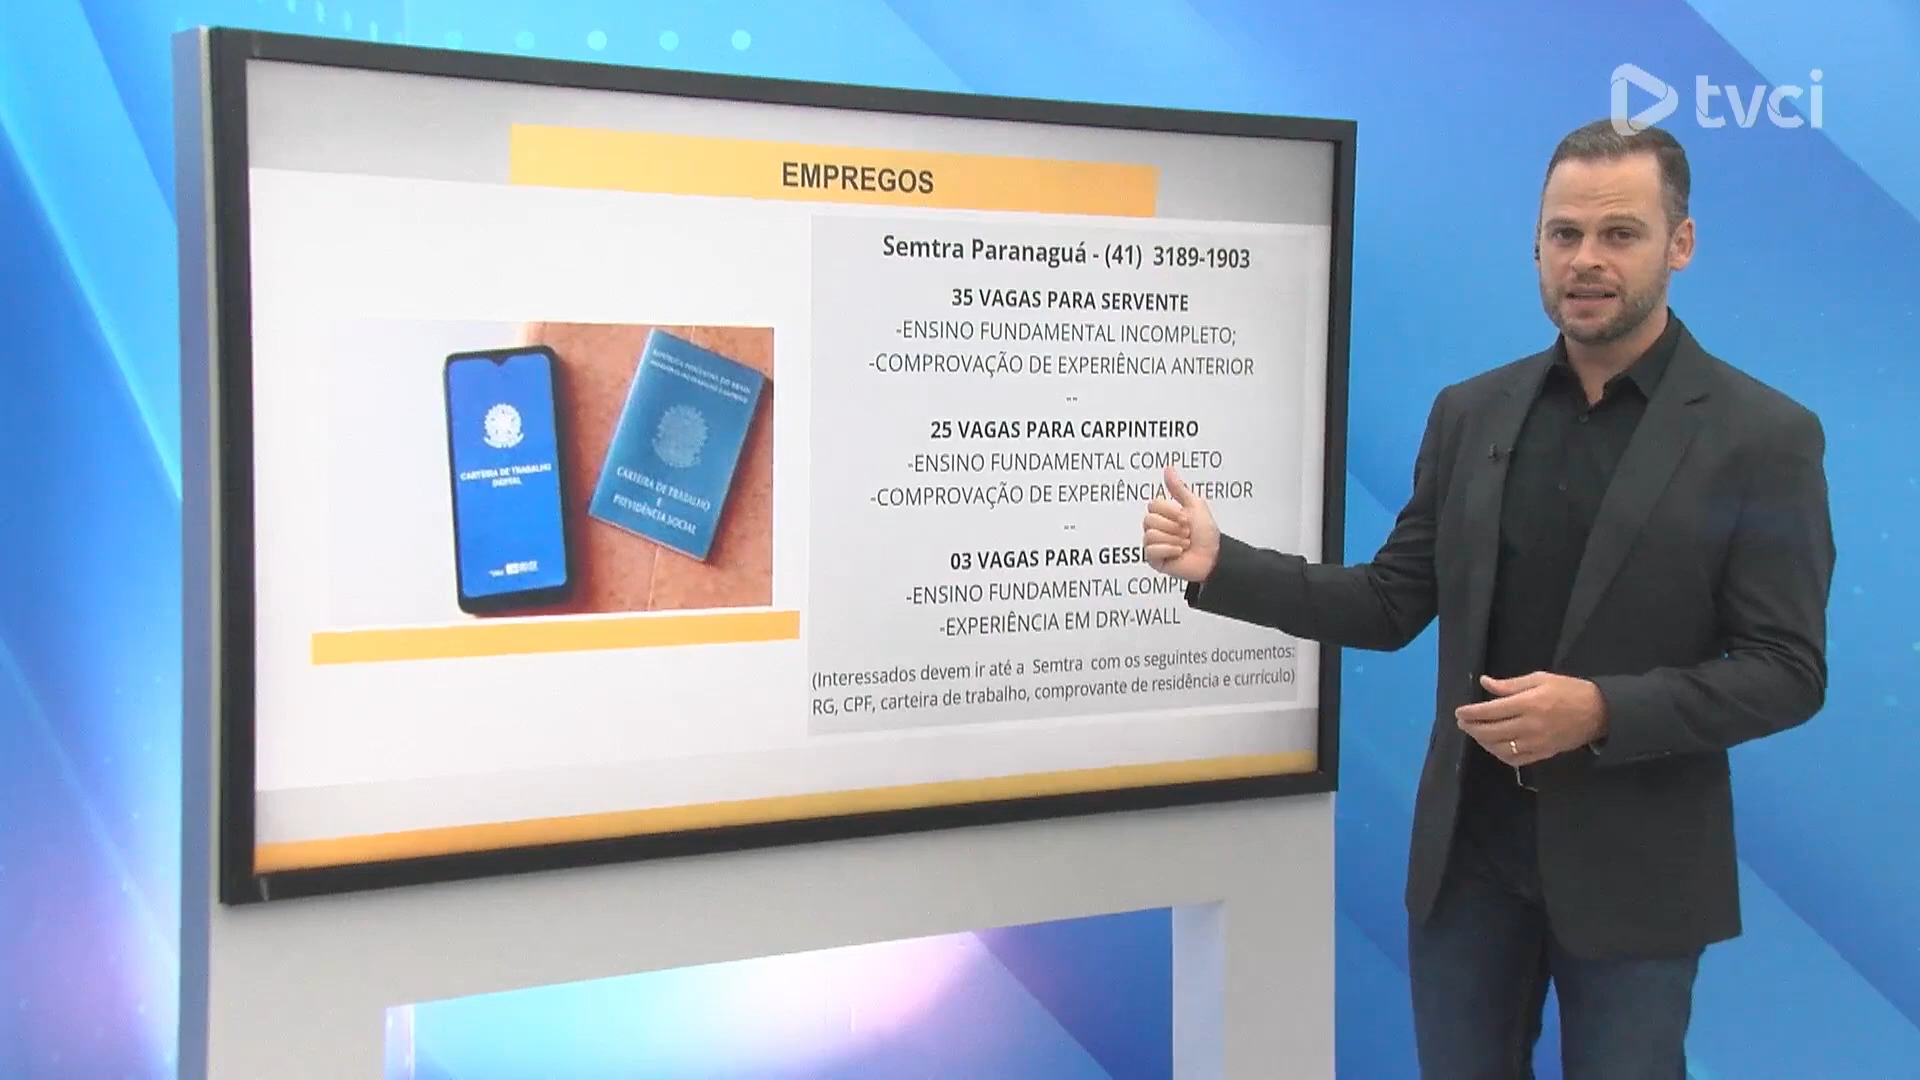 tvci
EMPREGOS
Semtra Paranaguá - (41) 3189-1903
35 VAGAS PARA SERVENTE
-ENSINO FUNDAMENTAL INCOMPLETO;
-COMPROVAÇÃO DE EXPERIÊNCIA ANTERIOR
--
25 VAGAS PARA CARPINTEIRO
-ENSINO FUNDAMENTAL COMPLETO
-COMPROVAÇÃO DE EXPERIÊNCIA ANTERIOR
--
03 VAGAS PARA
-ENSINO FUNDAMENTAL
-EXPERIÊNCIA EM DRY-WALL
(Interessados devem ir até a Semtra com os seguintes documentos:
RG, CPF, carteira de trabalho, comprovante de residência e currículo)
CARTEIRA DE TRABALHO
DIGITAL
CARTEIRA DE TRABALHO
E
PREVIDÊNCIA SOCIAL